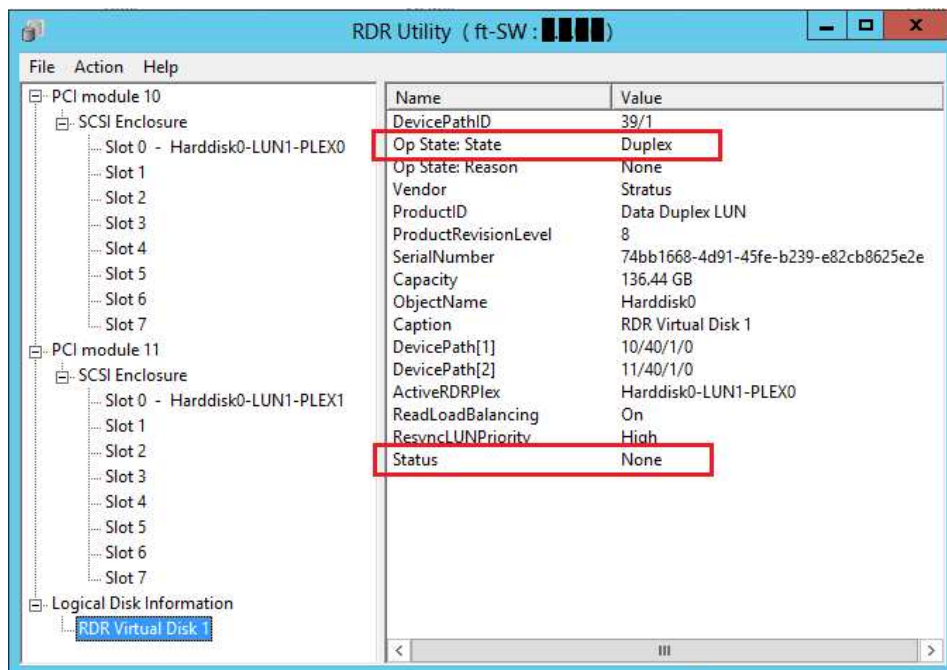 RDR Utility ( ft-SW : )
File Action Help
PCI module 10
SCSI Enclosure
Slot 0 - Harddisk0-LUN1-PLEX0
Slot 1
Slot 2
Slot 3
Slot 4
Slot 5
Slot 6
Slot 7
PCI module 11
SCSI Enclosure
Slot 0 - Harddisk0-LUN1-PLEX1
Slot 1
Slot 2
Slot 3
Slot 4
Slot 5
Slot 6
Slot 7
Logical Disk Information
RDR Virtual Disk 1
Name Value
DevicePathID 39/1
Op State: State Duplex
Op State: Reason None
Vendor Stratus
ProductID Data Duplex LUN
ProductRevisionLevel 8
SerialNumber 74bb1668-4d91-45fe-b239-e82cb8625e2e
Capacity 136.44 GB
ObjectName Harddisk0
Caption RDR Virtual Disk 1
DevicePath[1] 10/40/1/0
DevicePath[2] 11/40/1/0
ActiveRDRPlex Harddisk0-LUN1-PLEX0
ReadLoadBalancing On
ResyncLUNPriority High
Status None